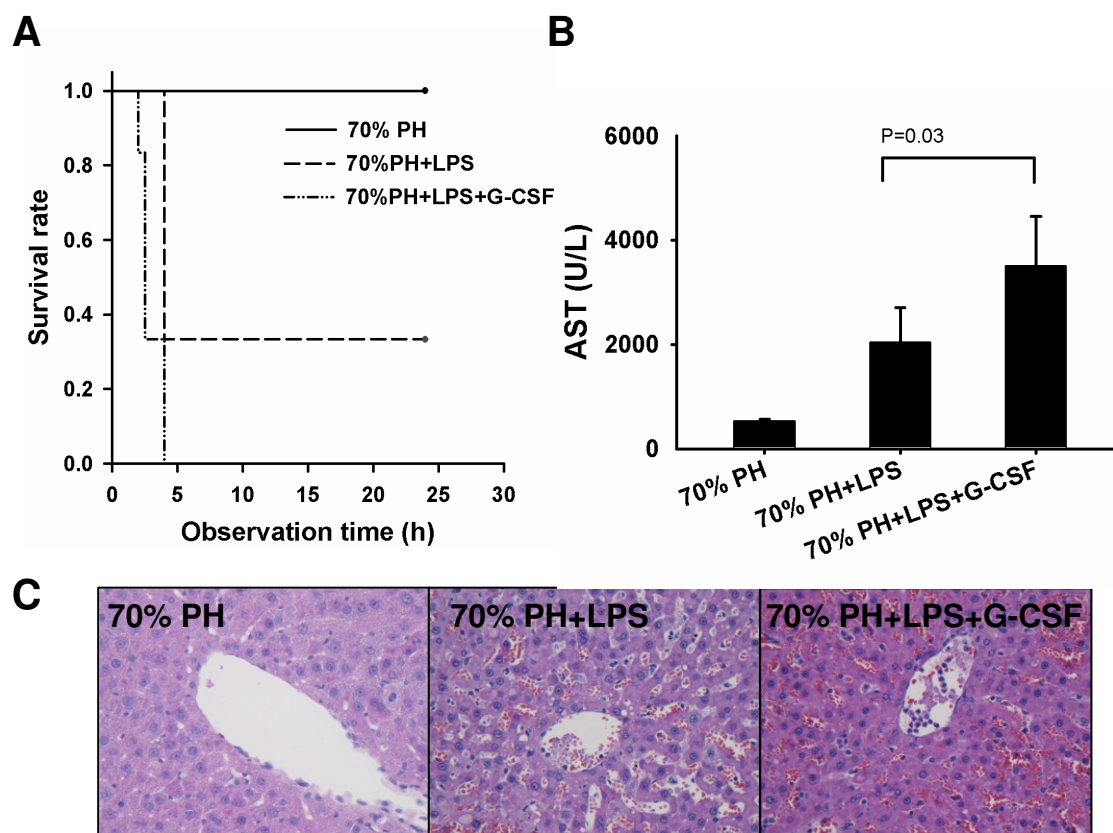 A
1.0
0.8
0.6
0.4
0.2
0.0
Survival rate
0 5 10 15 20 25 30
Observation time (h)
70% PH
70%PH+LPS
70%PH+LPS+G-CSF
B
P=0.03
6000
4000
2000
0
AST (U/L)
70% PH
70% PH+LPS
70% PH+LPS+G-CSF
C
70% PH
70% PH+LPS
70% PH+LPS+G-CSF